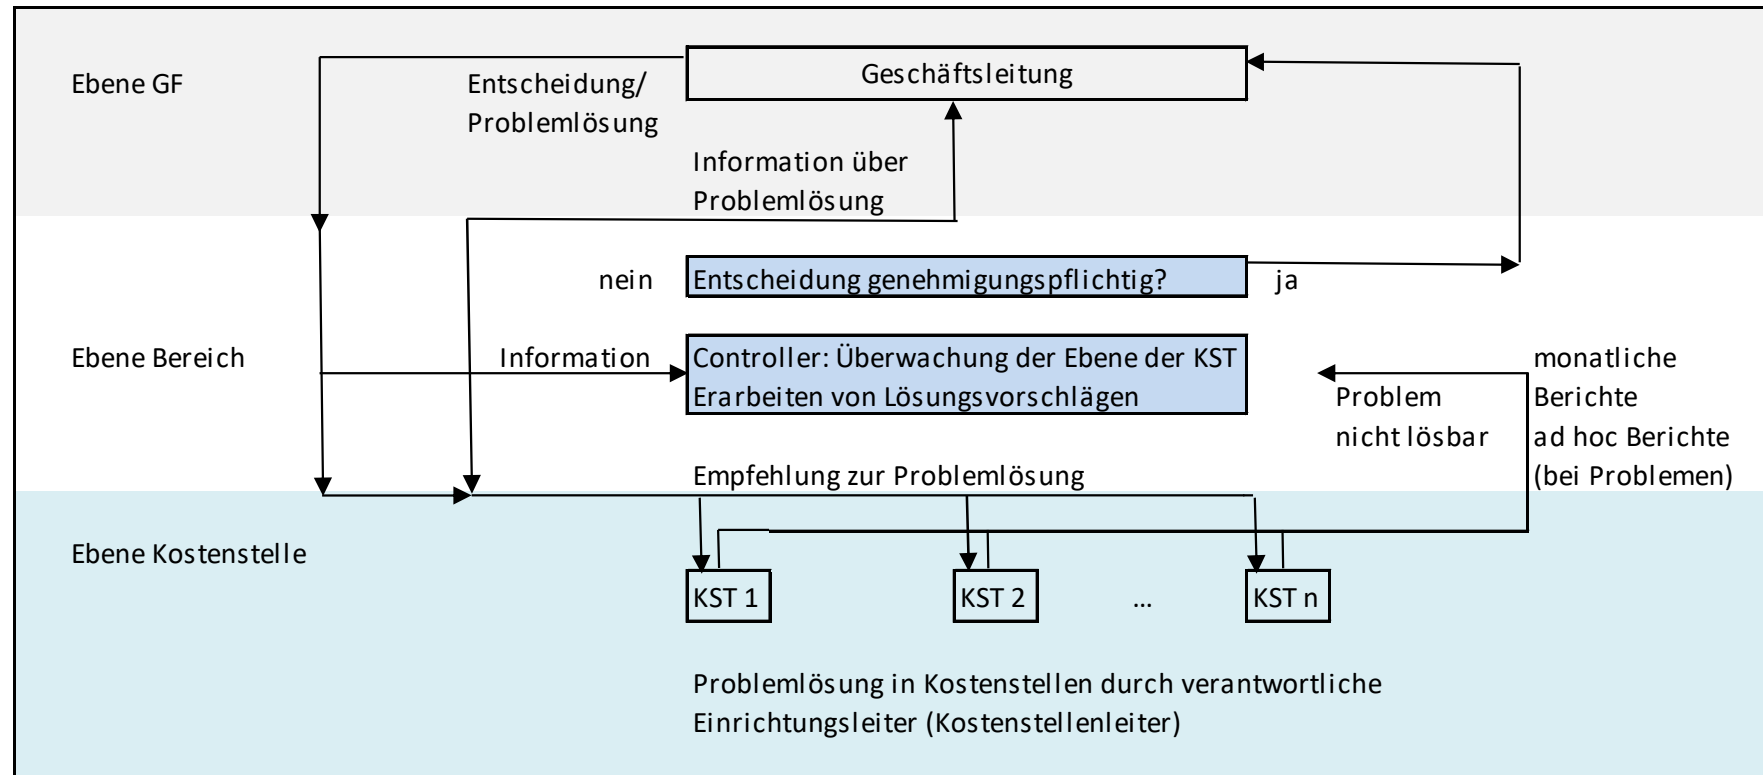 Ebene GF
Entscheidung/
Problemlösung
Geschäftsleitung
Information über
Problemlösung
nein
Entscheidung genehmigungspflichtig?
ja
Ebene Bereich
Information
Controller: Überwachung der Ebene der KST
Erarbeiten von Lösungsvorschlägen
Problem
nicht lösbar
monatliche
Berichte
ad hoc Berichte
(bei Problemen)
Empfehlung zur Problemlösung
Ebene Kostenstelle
KST 1
KST 2
...
KST n
Problemlösung in Kostenstellen durch verantwortliche
Einrichtungsleiter (Kostenstellenleiter)